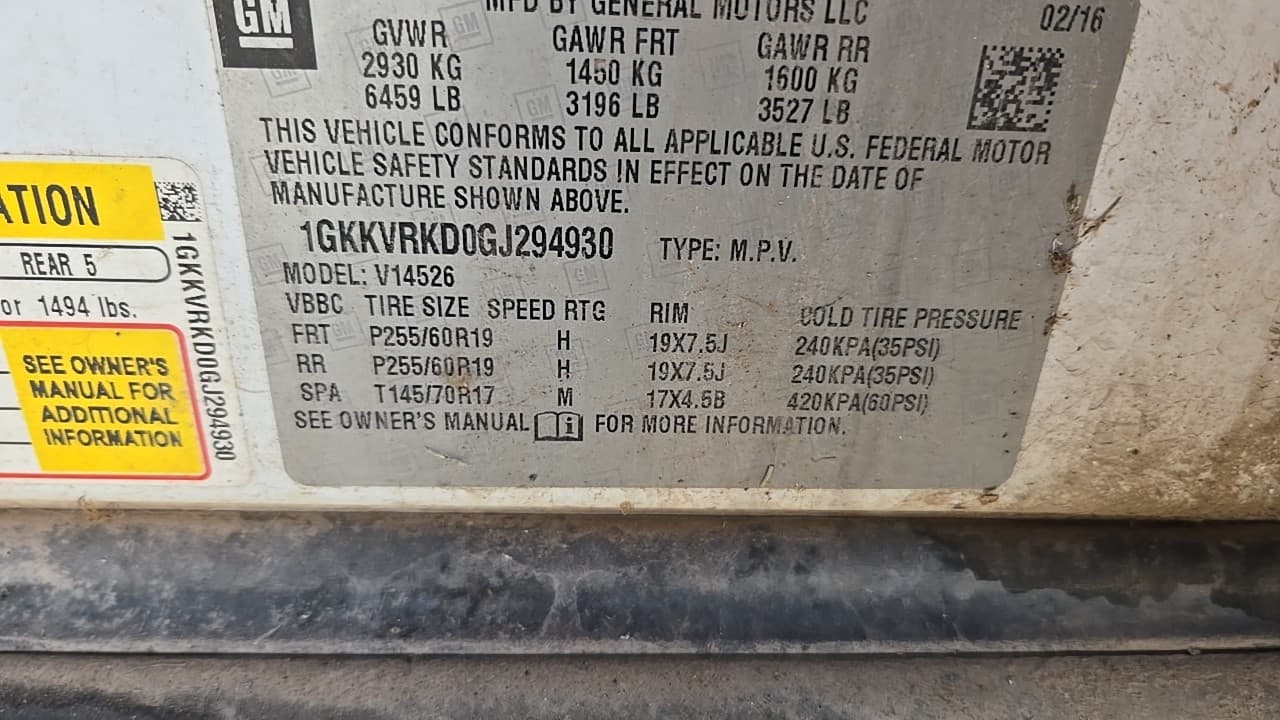 GM
MFD BY GENERAL MOTORS LLC
02/16
GVWR GAWR FRT GAWR RR
2930 KG 1450 KG 1600 KG
6459 LB 3196 LB 3527 LB
THIS VEHICLE CONFORMS TO ALL APPLICABLE U.S. FEDERAL MOTOR
VEHICLE SAFETY STANDARDS IN EFFECT ON THE DATE OF
MANUFACTURE SHOWN ABOVE.
1GKKVRKD0GJ294930 TYPE: M.P.V.
MODEL: V14526
VBBC TIRE SIZE SPEED RTG RIM COLD TIRE PRESSURE
FRT P255/60R19 H 19X7.5J 240KPA(35PSI)
RR P255/60R19 H 19X7.5J 240KPA(35PSI)
SPA T145/70R17 M 17X4.5B 420KPA(60PSI)
SEE OWNER'S MANUAL FOR MORE INFORMATION.
ATION
REAR 5
or 1494 lbs.
SEE OWNER'S
MANUAL FOR
ADDITIONAL
INFORMATION
1GKKVRKD0GJ294930